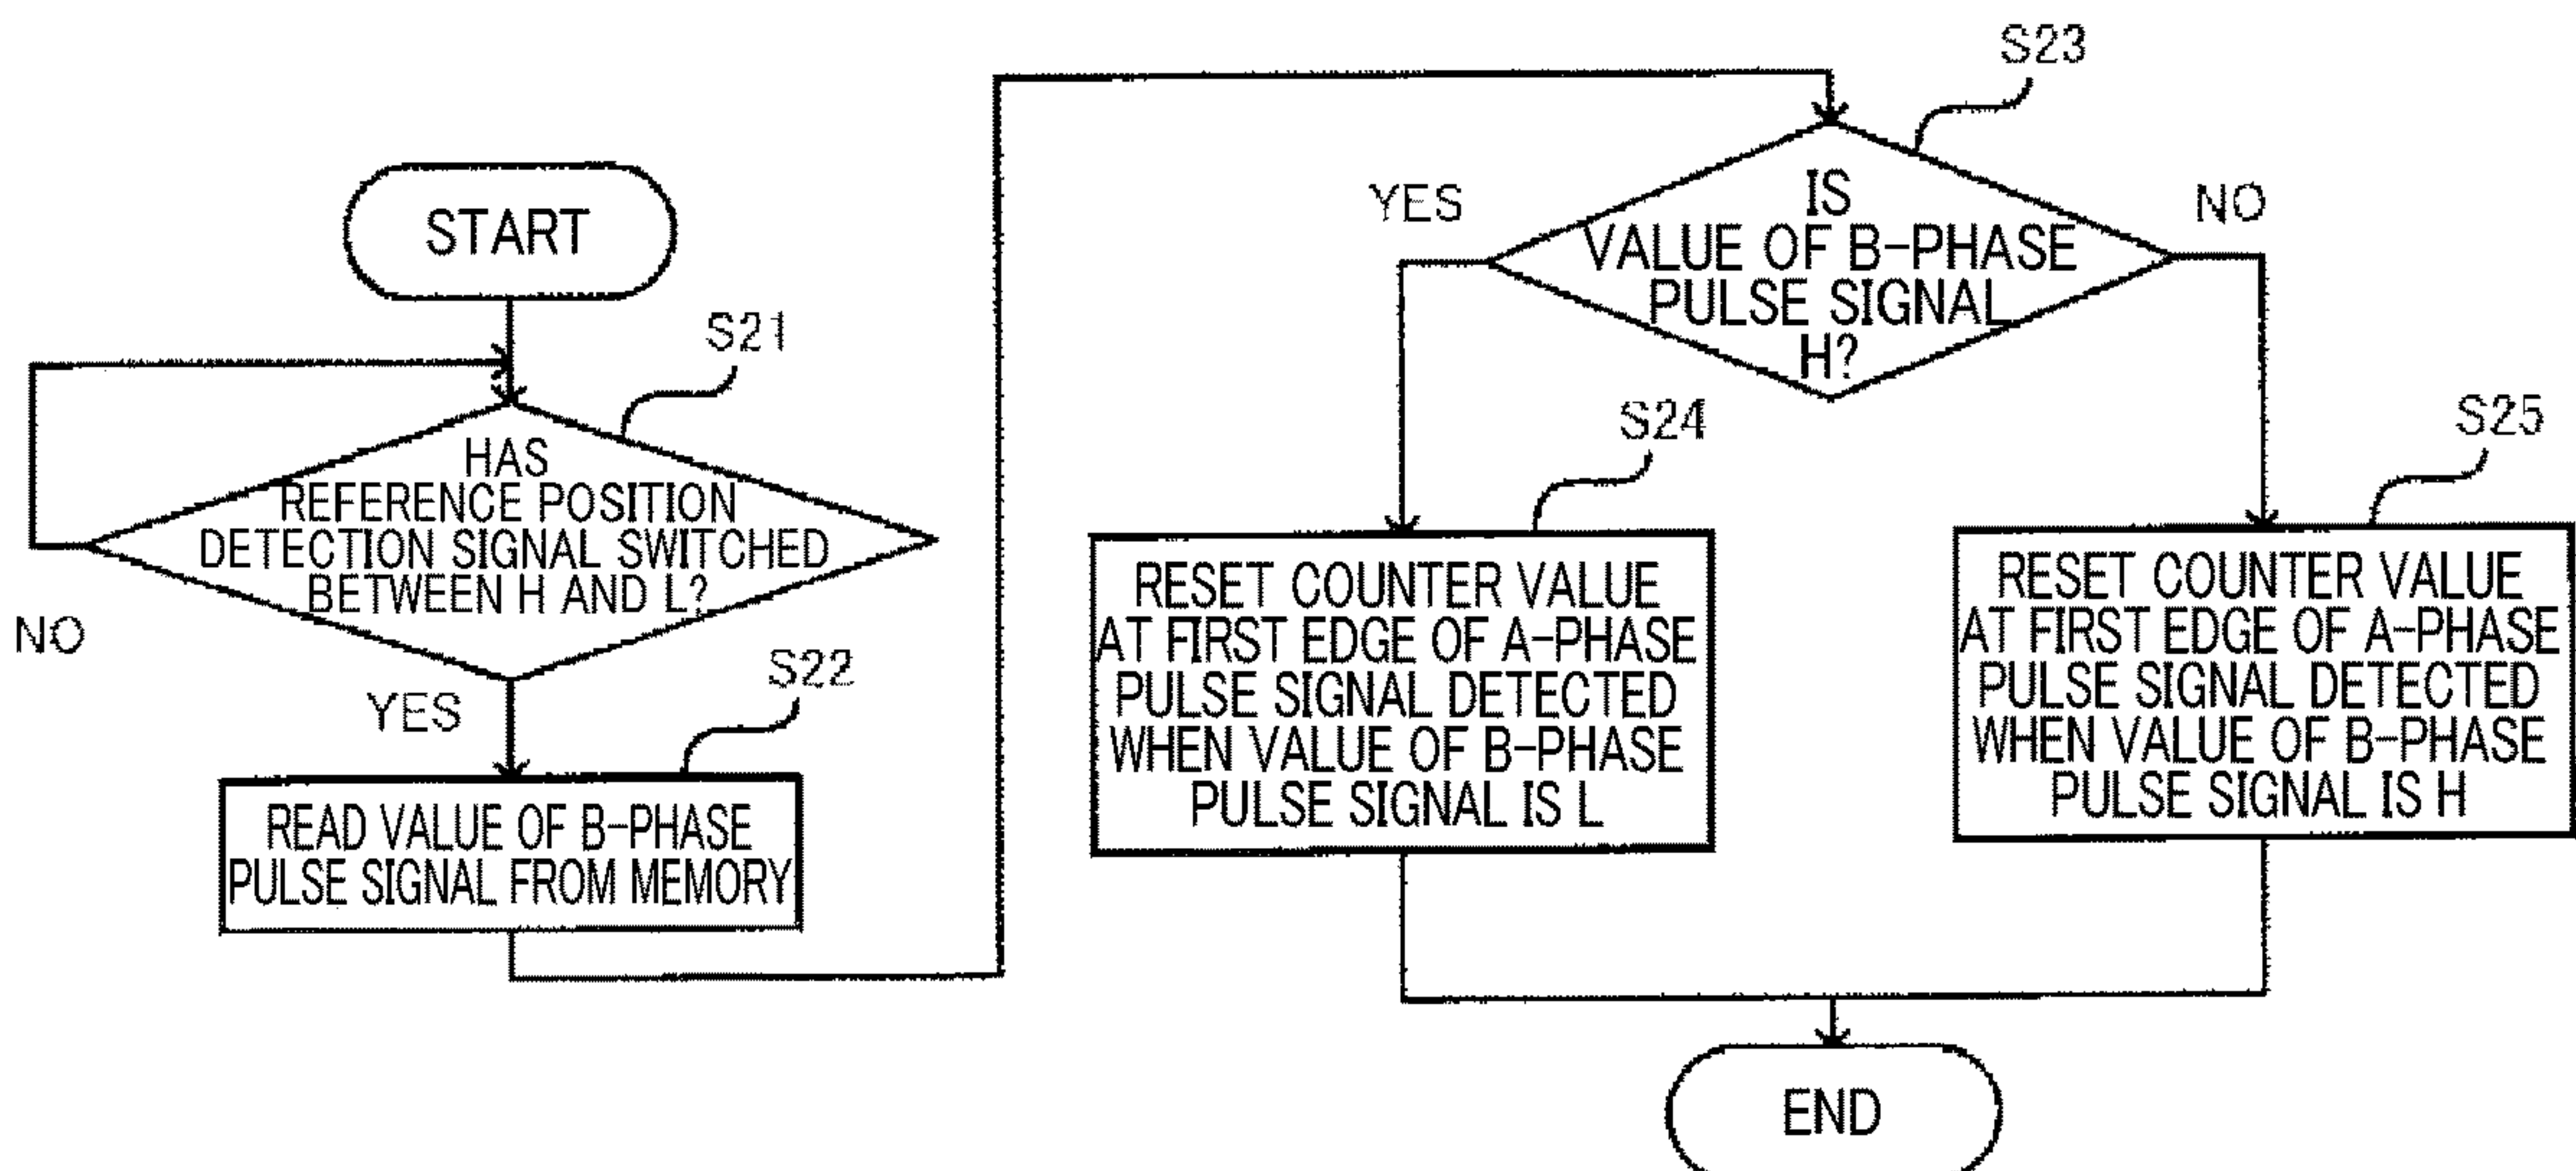 START
S21
HAS
REFERENCE POSITION
DETECTION SIGNAL SWITCHED
BETWEEN H AND L?
NO
YES
S22
READ VALUE OF B-PHASE
PULSE SIGNAL FROM MEMORY
S23
IS
VALUE OF B-PHASE
PULSE SIGNAL
H?
YES
NO
S24
RESET COUNTER VALUE
AT FIRST EDGE OF A-PHASE
PULSE SIGNAL DETECTED
WHEN VALUE OF B-PHASE
PULSE SIGNAL IS L
S25
RESET COUNTER VALUE
AT FIRST EDGE OF A-PHASE
PULSE SIGNAL DETECTED
WHEN VALUE OF B-PHASE
PULSE SIGNAL IS H
END